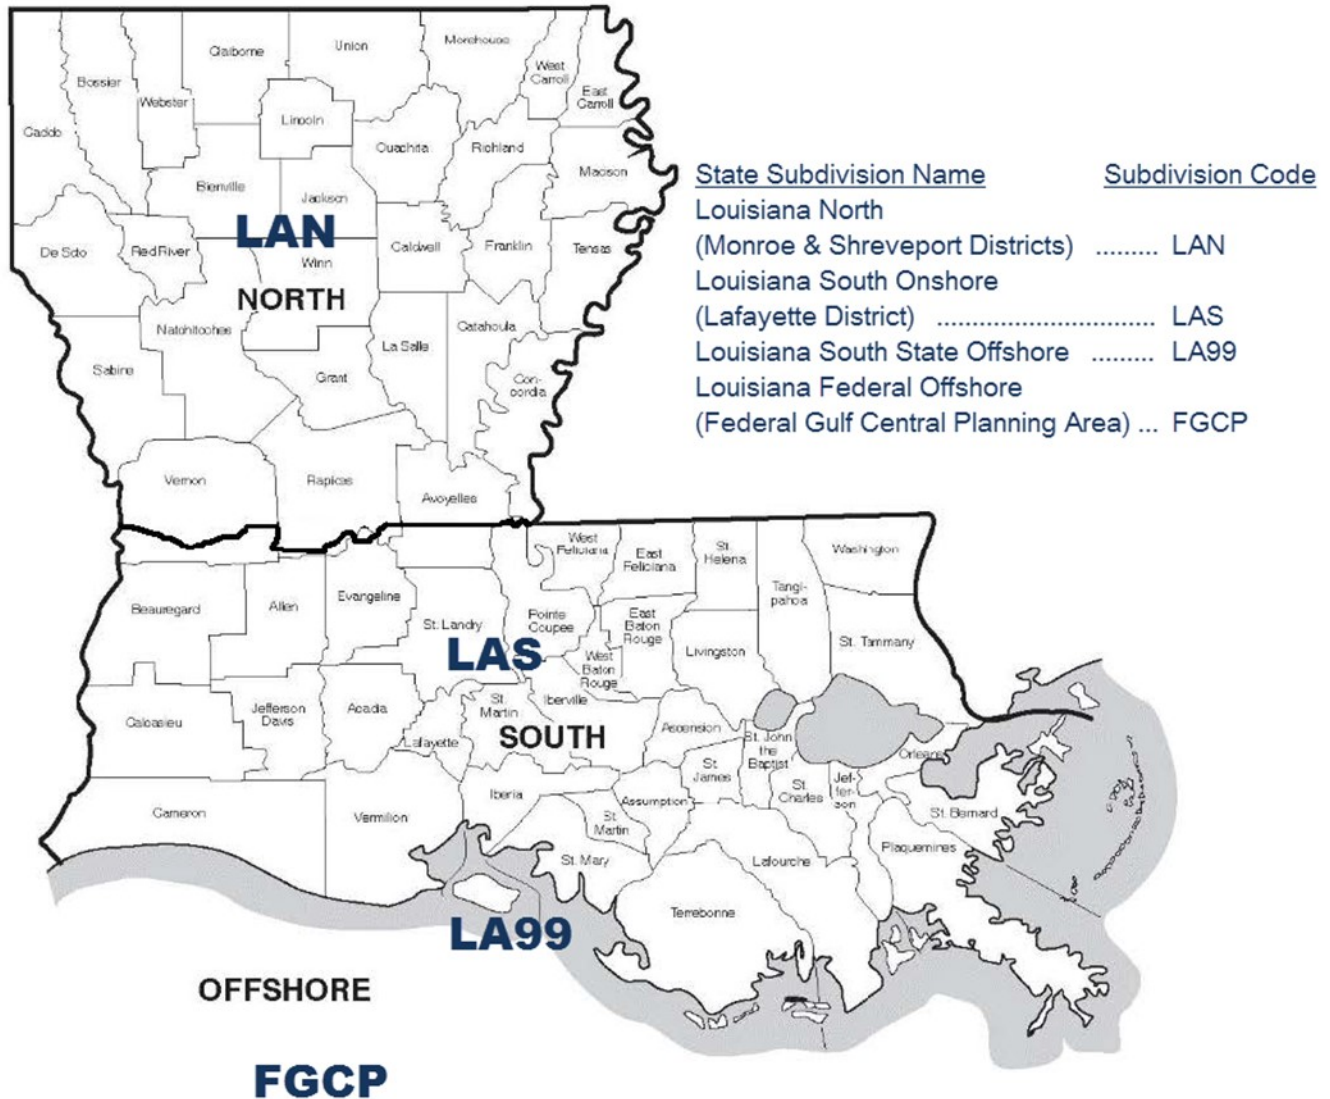 Claiborne
Union
Morehouse
Bossier
Webster
West
Carroll
East
Carroll
Caddo
Lincoln
Ouachita
Richland
Madison
Bienville
Jackson
LAN
De Soto
Red River
Winn
Caldwell
Franklin
Tensas
NORTH
Natchitoches
La Salle
Catahoula
Sabine
Grant
Con-
cordia
Vernon
Rapides
Avoyelles
State Subdivision Name Subdivision Code
Louisiana North
(Monroe & Shreveport Districts) ......... LAN
Louisiana South Onshore
(Lafayette District) ............................... LAS
Louisiana South State Offshore ......... LA99
Louisiana Federal Offshore
(Federal Gulf Central Planning Area) ... FGCP
West
Feliciana
East
Feliciana
St.
Helena
Washington
Tangi-
pahoa
Beauregard
Allen
Evangeline
St. Landry
Pointe
Coupee
East
Baton
Rouge
West
Baton
Rouge
Livingston
St. Tammany
LAS
Calcasieu
Jefferson
Davis
Acadia
Lafayette
St.
Martin
Iberville
SOUTH
Ascension
St. John
the
Baptist
St.
James
St.
Charles
Jef-
fer-
son
Orleans
St. Bernard
Cameron
Vermilion
Iberia
Assumption
St.
Martin
St. Mary
Lafourche
Plaquemines
Terrebonne
LA99
OFFSHORE
FGCP